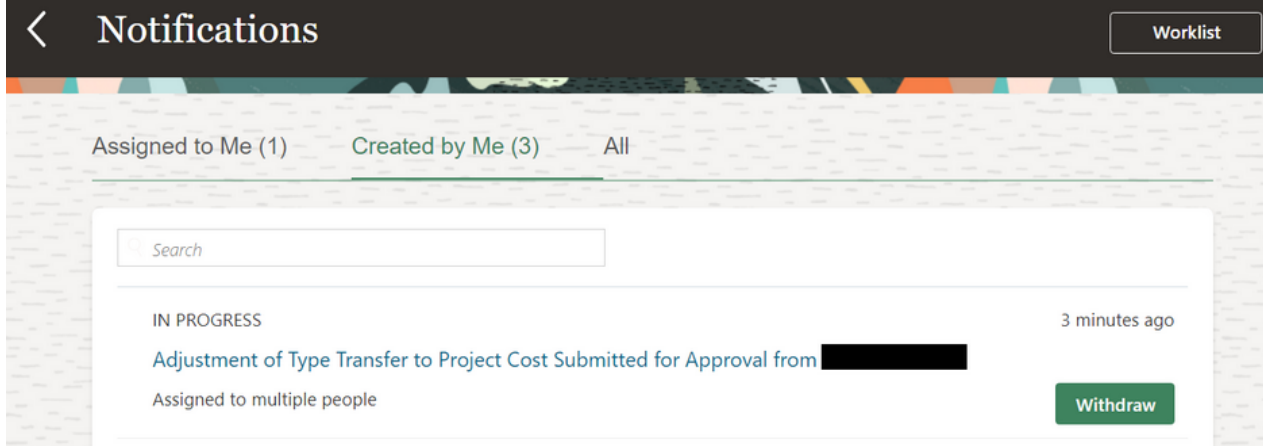 Notifications
Worklist
Assigned to Me (1) Created by Me (3) All
Search
IN PROGRESS 3 minutes ago
Adjustment of Type Transfer to Project Cost Submitted for Approval from
Assigned to multiple people
Withdraw